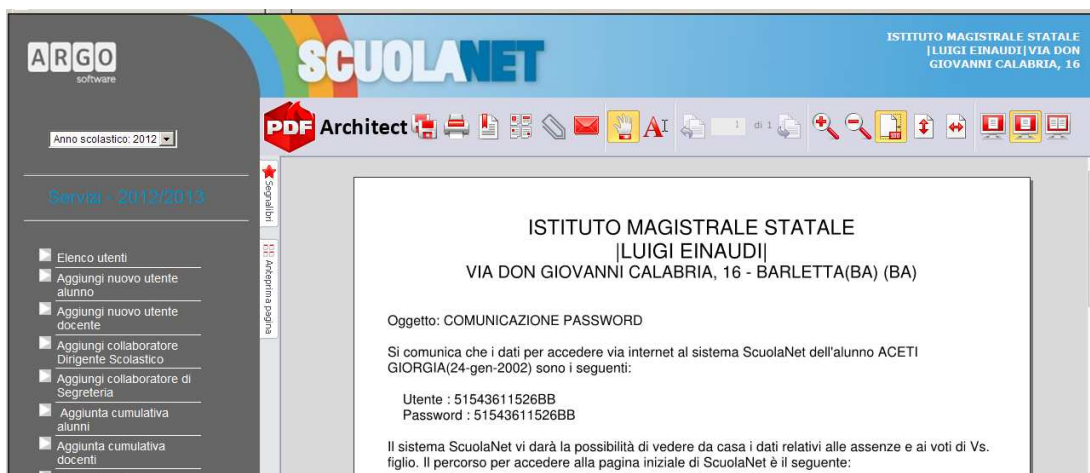 ARGO
software
SCUOLANET
ISTITUTO MAGISTRALE STATALE
|LUIGI EINAUDI|VIA DON
GIOVANNI CALABRIA, 16
Anno scolastico: 2012
PDF Architect
1 di 1
Servizi - 2012/2013
Segnalibri
Anteprima pagina
Elenco utenti
Aggiungi nuovo utente
alunno
Aggiungi nuovo utente
docente
Aggiungi collaboratore
Dirigente Scolastico
Aggiungi collaboratore di
Segreteria
Aggiunta cumulativa
alunni
Aggiunta cumulativa
docenti
ISTITUTO MAGISTRALE STATALE
|LUIGI EINAUDI|
VIA DON GIOVANNI CALABRIA, 16 - BARLETTA(BA) (BA)
Oggetto: COMUNICAZIONE PASSWORD
Si comunica che i dati per accedere via internet al sistema ScuolaNet dell'alunno ACETI
GIORGIA(24-gen-2002) sono i seguenti:
Utente : 51543611526BB
Password : 51543611526BB
Il sistema ScuolaNet vi darà la possibilità di vedere da casa i dati relativi alle assenze e ai voti di Vs.
figlio. Il percorso per accedere alla pagina iniziale di ScuolaNet è il seguente: